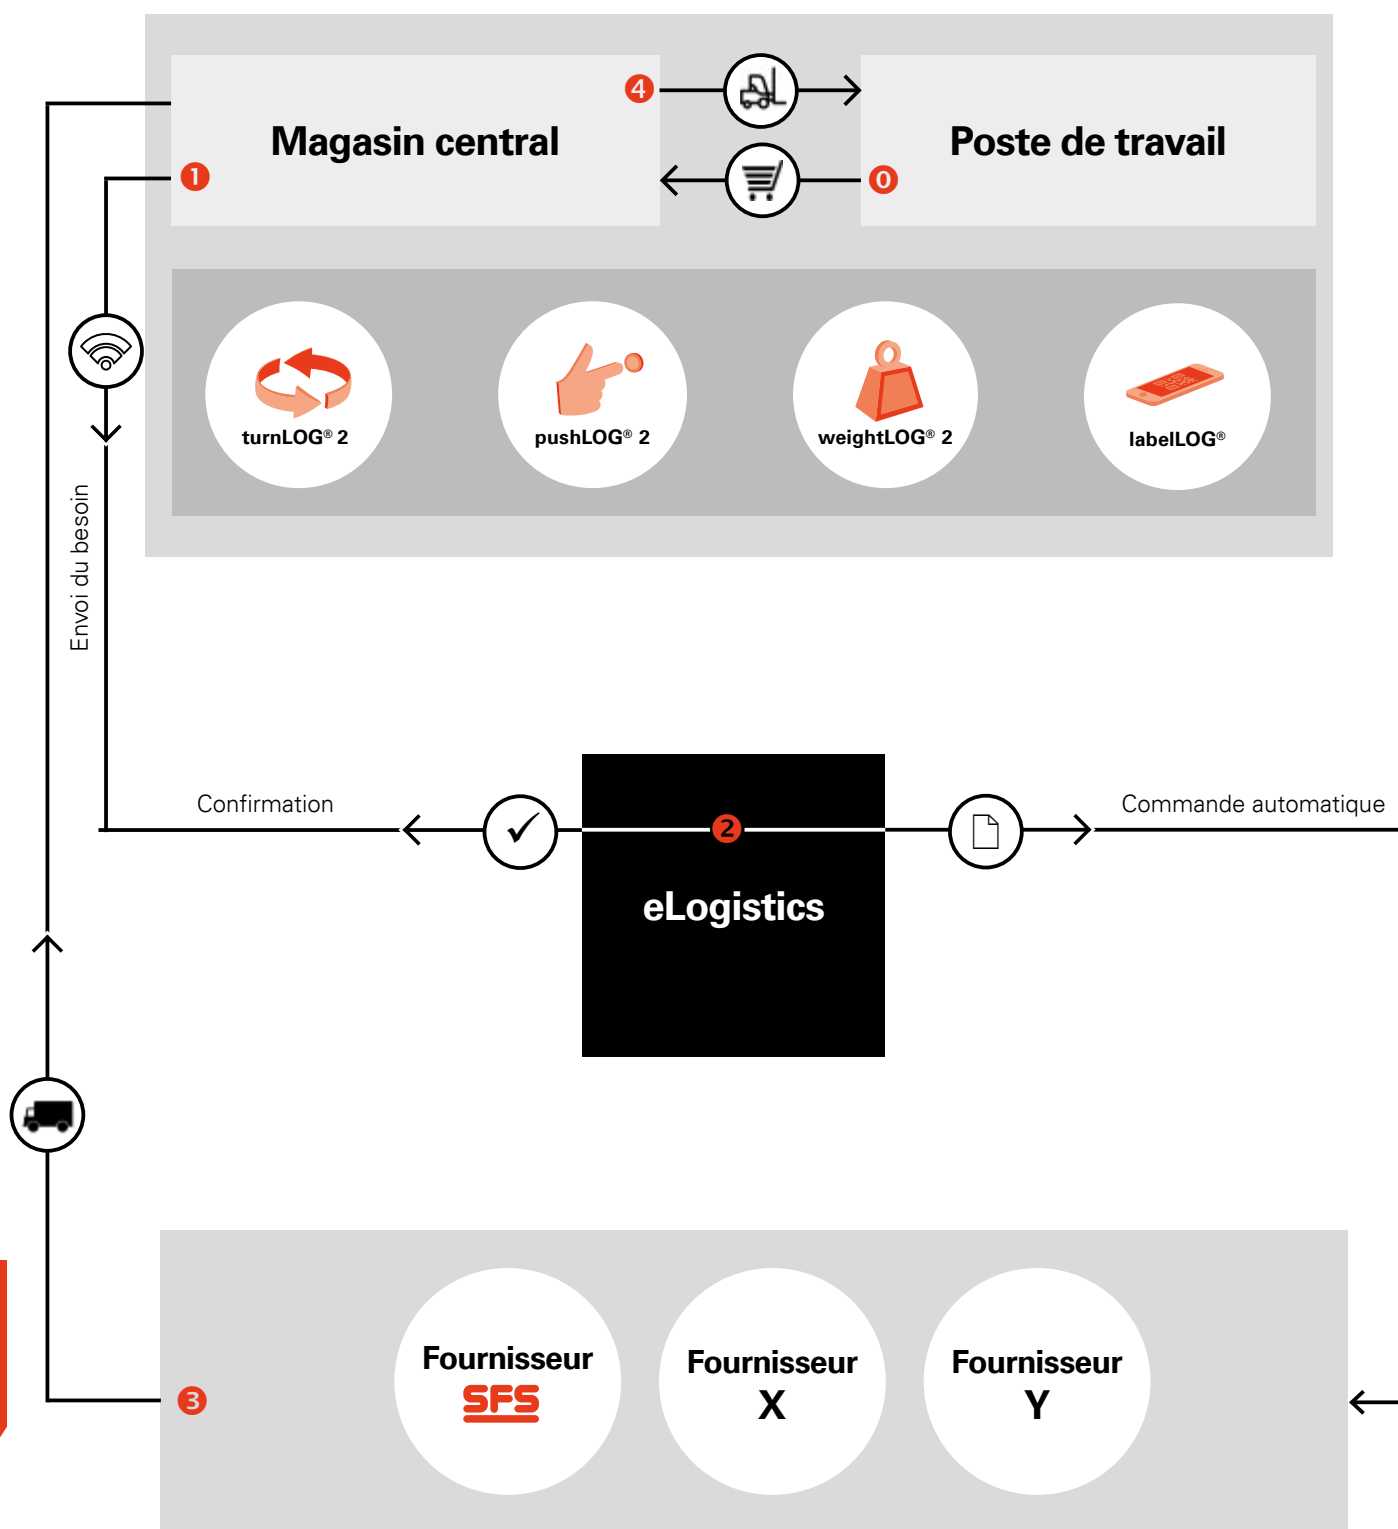 4
Magasin central
Poste de travail
1
0
turnLOG® 2
pushLOG® 2
weightLOG® 2
labelLOG®
Envoi du besoin
Confirmation
Commande automatique
2
eLogistics
Fournisseur
SFS
Fournisseur
X
Fournisseur
Y
3